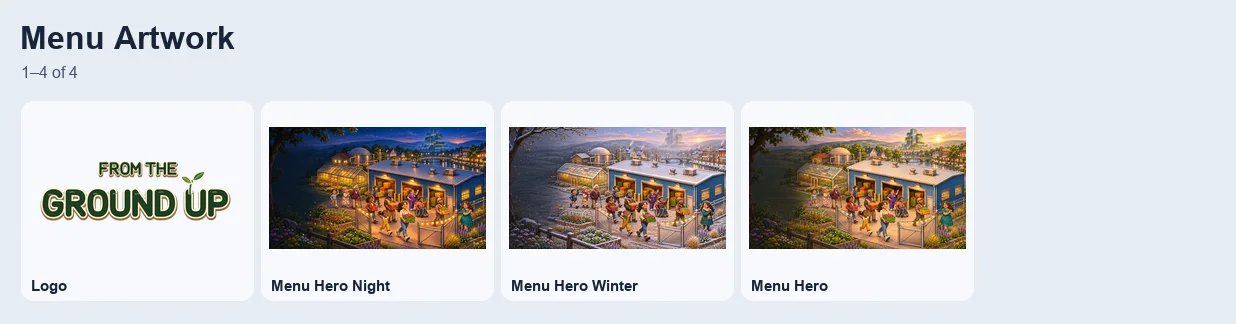 Menu Artwork
1–4 of 4
FROM THE
GROUND UP
Logo
Menu Hero Night
Menu Hero Winter
Menu Hero